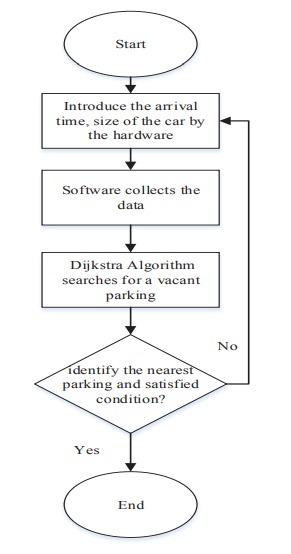 Start
Introduce the arrival
time, size of the car by
the hardware
Software collects the
data
Dijkstra Algorithm
searches for a vacant
parking
identify the nearest
parking and satisfied
condition?
No
Yes
End